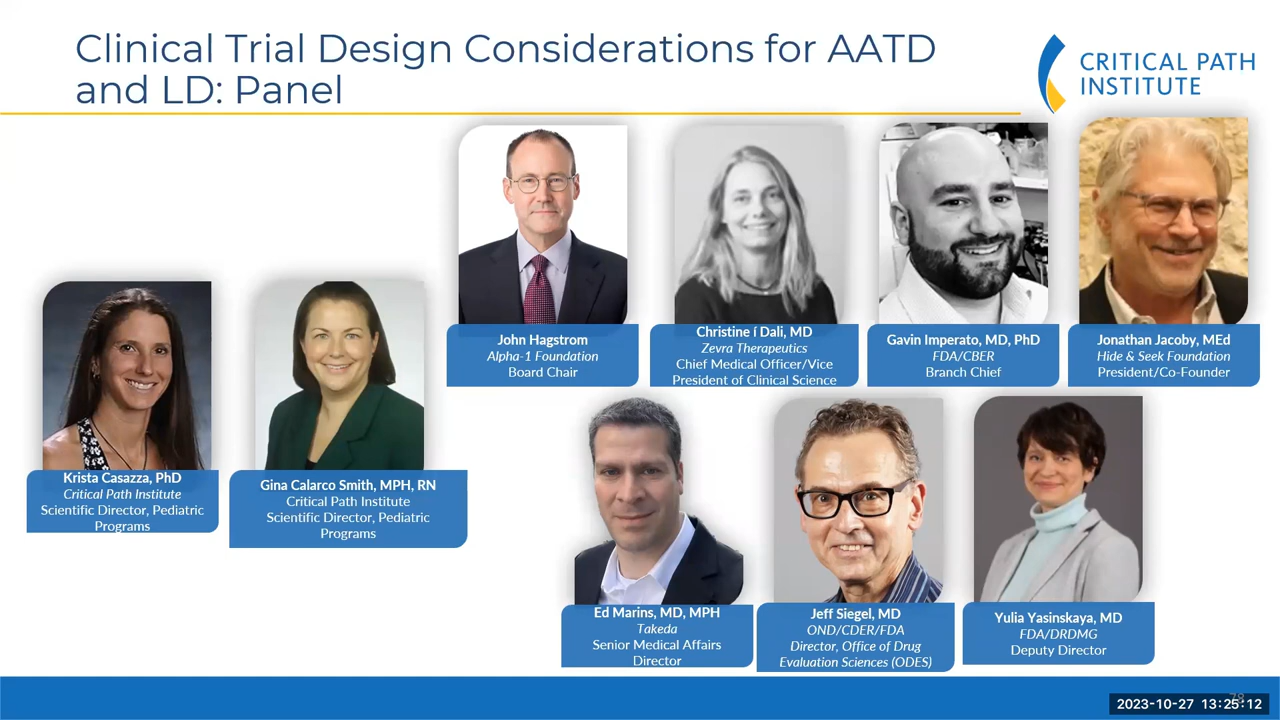 Clinical Trial Design Considerations for AATD
and LD: Panel
CRITICAL PATH
INSTITUTE
John Hagstrom
Alpha-1 Foundation
Board Chair
Christine í Dali, MD
Zevra Therapeutics
Chief Medical Officer/Vice
President of Clinical Science
Gavin Imperato, MD, PhD
FDA/CBER
Branch Chief
Jonathan Jacoby, MEd
Hide & Seek Foundation
President/Co-Founder
Krista Casazza, PhD
Critical Path Institute
Scientific Director, Pediatric
Programs
Gina Calarco Smith, MPH, RN
Critical Path Institute
Scientific Director, Pediatric
Programs
Ed Marins, MD, MPH
Takeda
Senior Medical Affairs
Director
Jeff Siegel, MD
OND/CDER/FDA
Director, Office of Drug
Evaluation Sciences (ODES)
Yulia Yasinskaya, MD
FDA/DRDMG
Deputy Director
78
2023-10-27 13:25:12